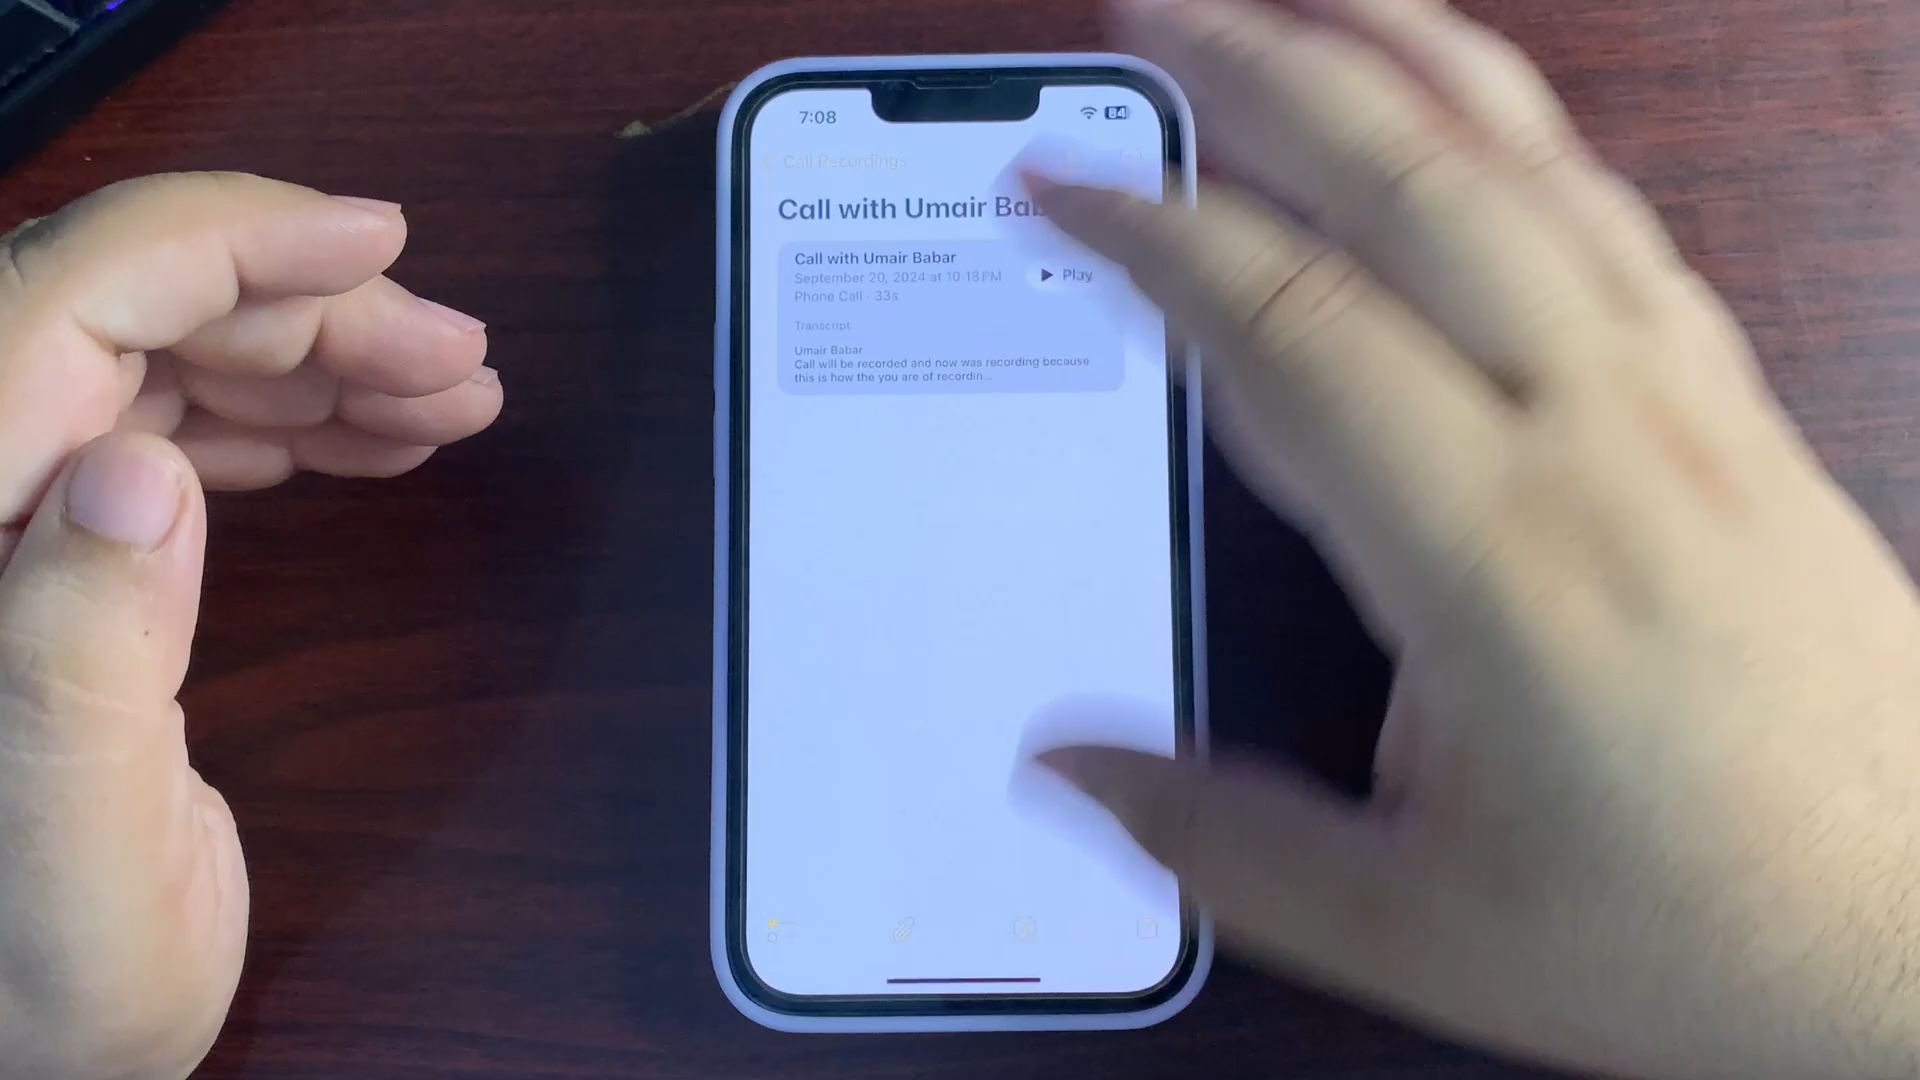 7:08
84
Call Recordings
Call with Umair Bab
Call with Umair Babar
September 20, 2024 at 10:13 PM
Play
Phone Call · 33s
Transcript
Umair Babar
Call will be recorded and now was recording because
this is how the you are of recordin...